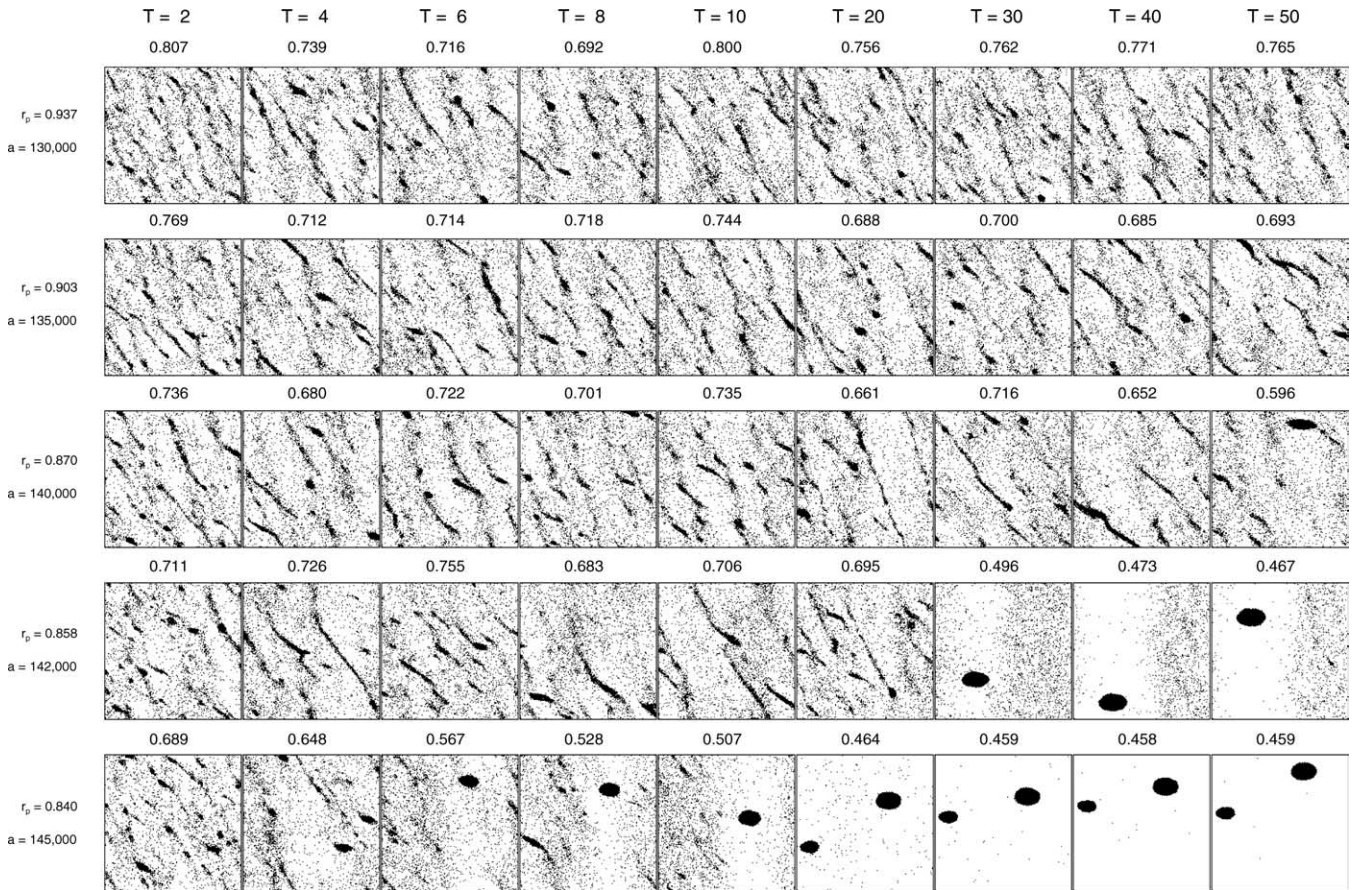 T = 2 T = 4 T = 6 T = 8 T = 10 T = 20 T = 30 T = 40 T = 50
0.807 0.739 0.716 0.692 0.800 0.756 0.762 0.771 0.765
rₚ = 0.937
a = 130,000
0.769 0.712 0.714 0.718 0.744 0.688 0.700 0.685 0.693
rₚ = 0.903
a = 135,000
0.736 0.680 0.722 0.701 0.735 0.661 0.716 0.652 0.596
rₚ = 0.870
a = 140,000
0.711 0.726 0.755 0.683 0.706 0.695 0.496 0.473 0.467
rₚ = 0.858
a = 142,000
0.689 0.648 0.567 0.528 0.507 0.464 0.459 0.458 0.459
rₚ = 0.840
a = 145,000